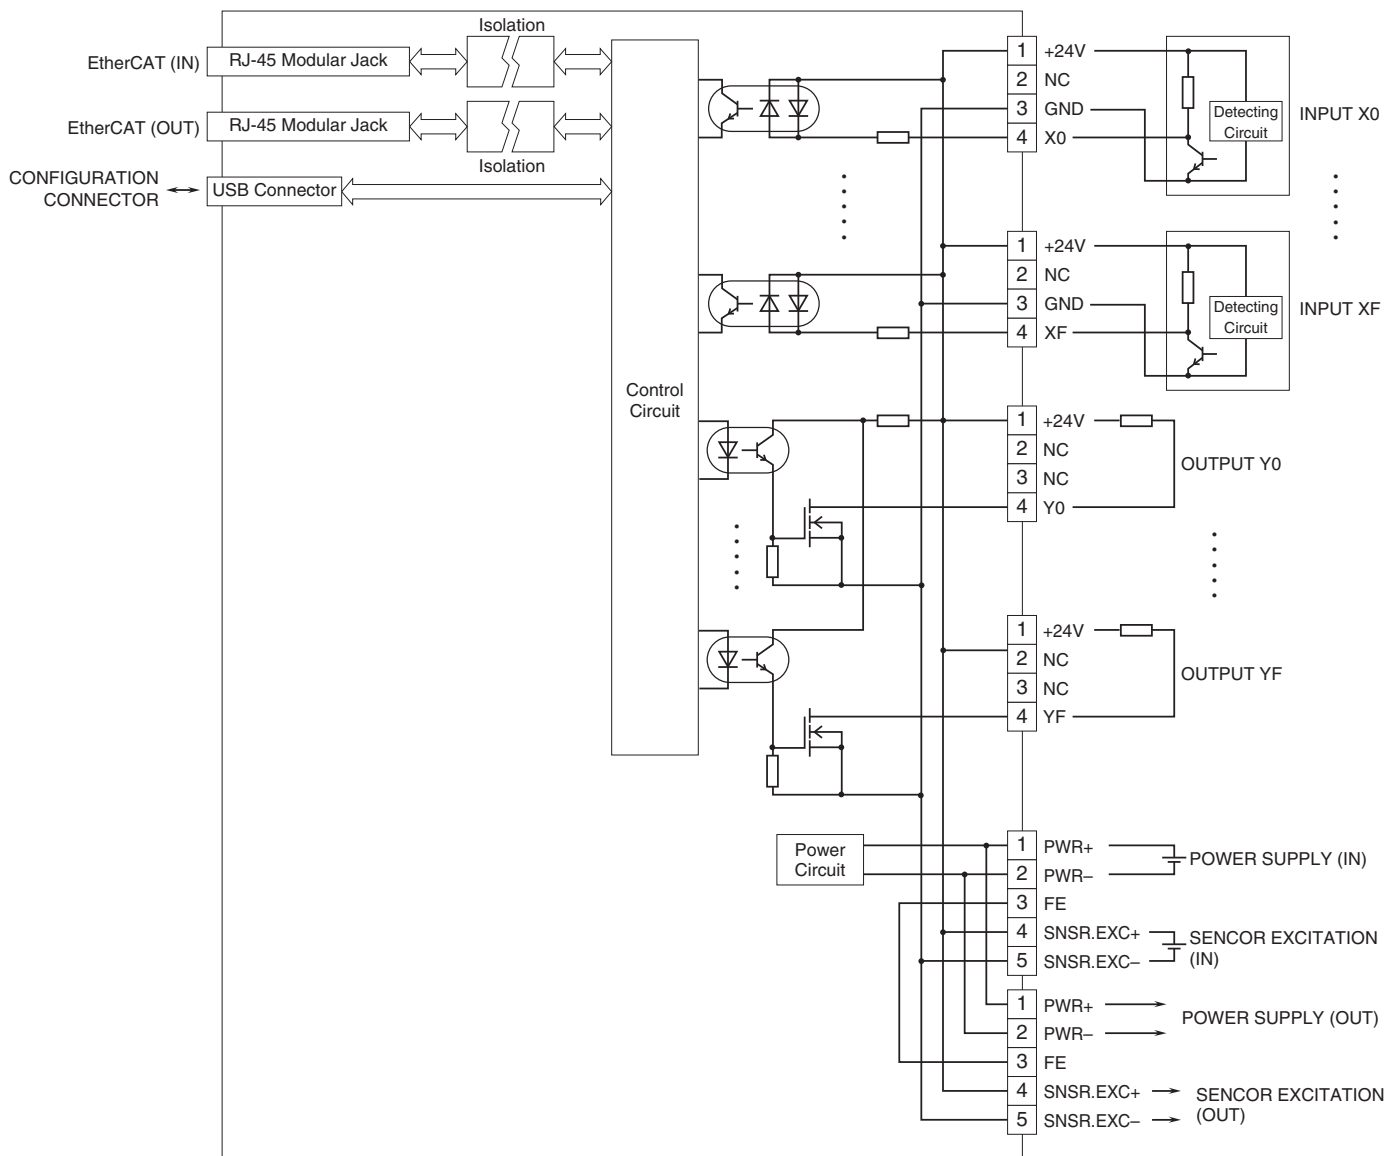 Isolation
EtherCAT (IN)
RJ-45 Modular Jack
EtherCAT (OUT)
RJ-45 Modular Jack
Isolation
CONFIGURATION
CONNECTOR
USB Connector
Control
Circuit
1 +24V
2 NC
3 GND
4 X0
Detecting
Circuit
INPUT X0
1 +24V
2 NC
3 GND
4 XF
Detecting
Circuit
INPUT XF
1 +24V
2 NC
3 NC
4 Y0
OUTPUT Y0
1 +24V
2 NC
3 NC
4 YF
OUTPUT YF
Power
Circuit
1 PWR+
2 PWR–
3 FE
4 SNSR.EXC+
5 SNSR.EXC–
POWER SUPPLY (IN)
SENCOR EXCITATION
(IN)
1 PWR+
2 PWR–
3 FE
4 SNSR.EXC+
5 SNSR.EXC–
POWER SUPPLY (OUT)
SENCOR EXCITATION
(OUT)